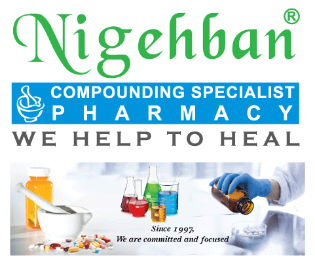 Nigehban®
COMPOUNDING SPECIALIST
PHARMACY
WE HELP TO HEAL
Since 1997,
We are committed and focused